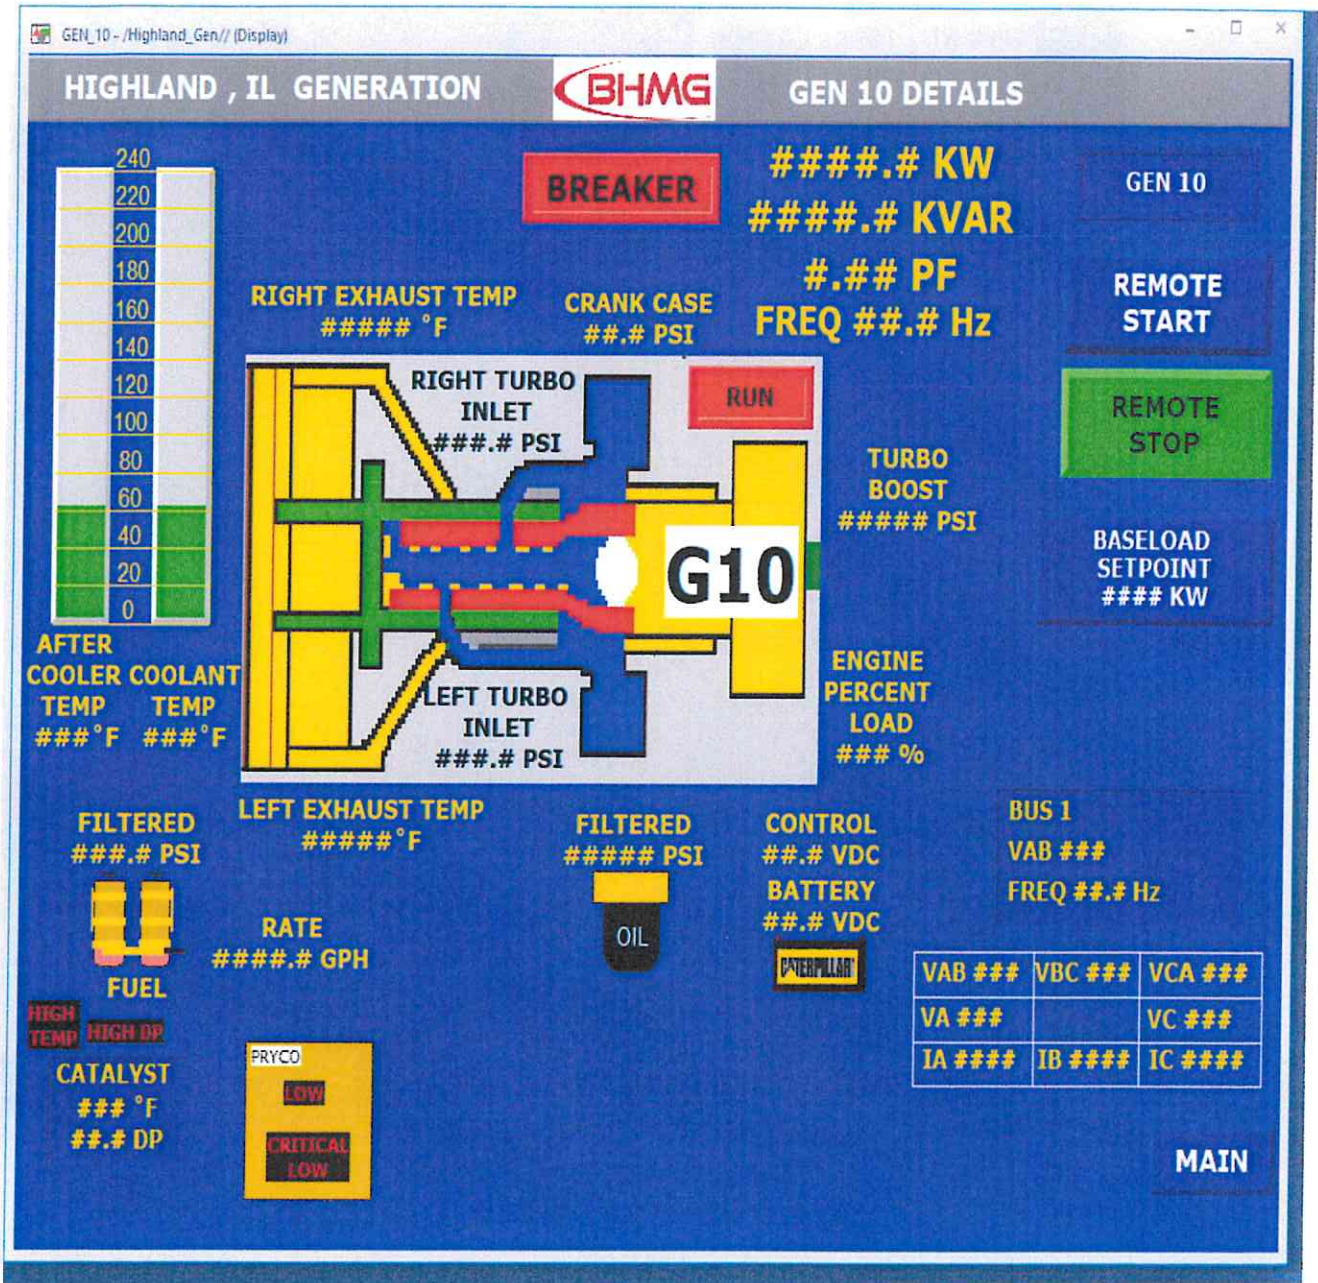 GEN_10 - /Highland_Gen// (Display)
HIGHLAND , IL GENERATION
BHMG
GEN 10 DETAILS
240
220
200
180
160
140
120
100
80
60
40
20
0
AFTER
COOLER
TEMP
###°F
COOLANT
TEMP
###°F
BREAKER
####.# KW
####.# KVAR
#.## PF
FREQ ##.# Hz
GEN 10
REMOTE
START
REMOTE
STOP
BASELOAD
SETPOINT
#### KW
RIGHT EXHAUST TEMP
##### °F
CRANK CASE
##.# PSI
RIGHT TURBO
INLET
###.# PSI
RUN
G10
TURBO
BOOST
##### PSI
LEFT TURBO
INLET
###.# PSI
ENGINE
PERCENT
LOAD
### %
LEFT EXHAUST TEMP
#####°F
FILTERED
###.# PSI
FUEL
RATE
####.# GPH
FILTERED
##### PSI
OIL
CONTROL
##.# VDC
BATTERY
##.# VDC
CATERPILLAR
BUS 1
VAB ###
FREQ ##.# Hz
VAB ### VBC ### VCA ###
VA ### VC ###
IA #### IB #### IC ####
HIGH
TEMP
HIGH DP
CATALYST
### °F
##.# DP
PRYCO
LOW
CRITICAL
LOW
MAIN